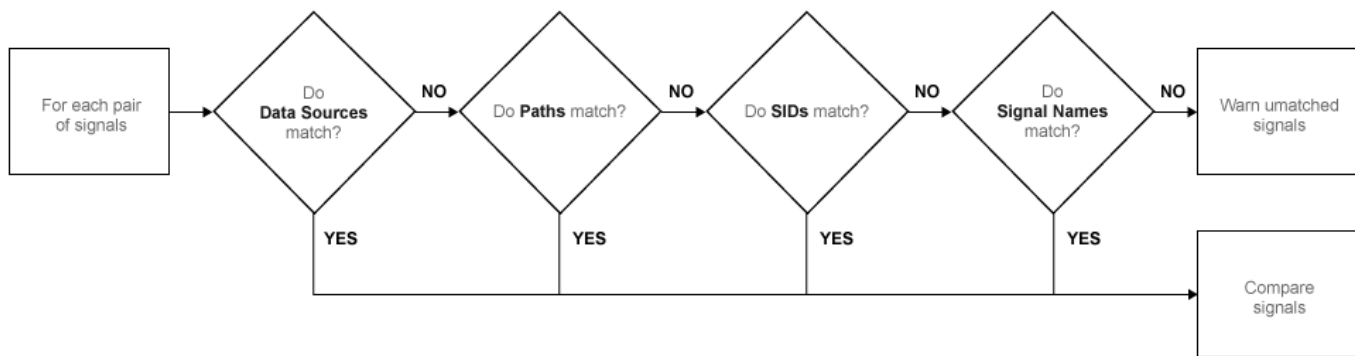 For each pair
of signals
Do
Data Sources
match?
NO
Do Paths match?
NO
Do SIDs match?
NO
Do
Signal Names
match?
NO
Warn umatched
signals
YES
YES
YES
YES
Compare
signals